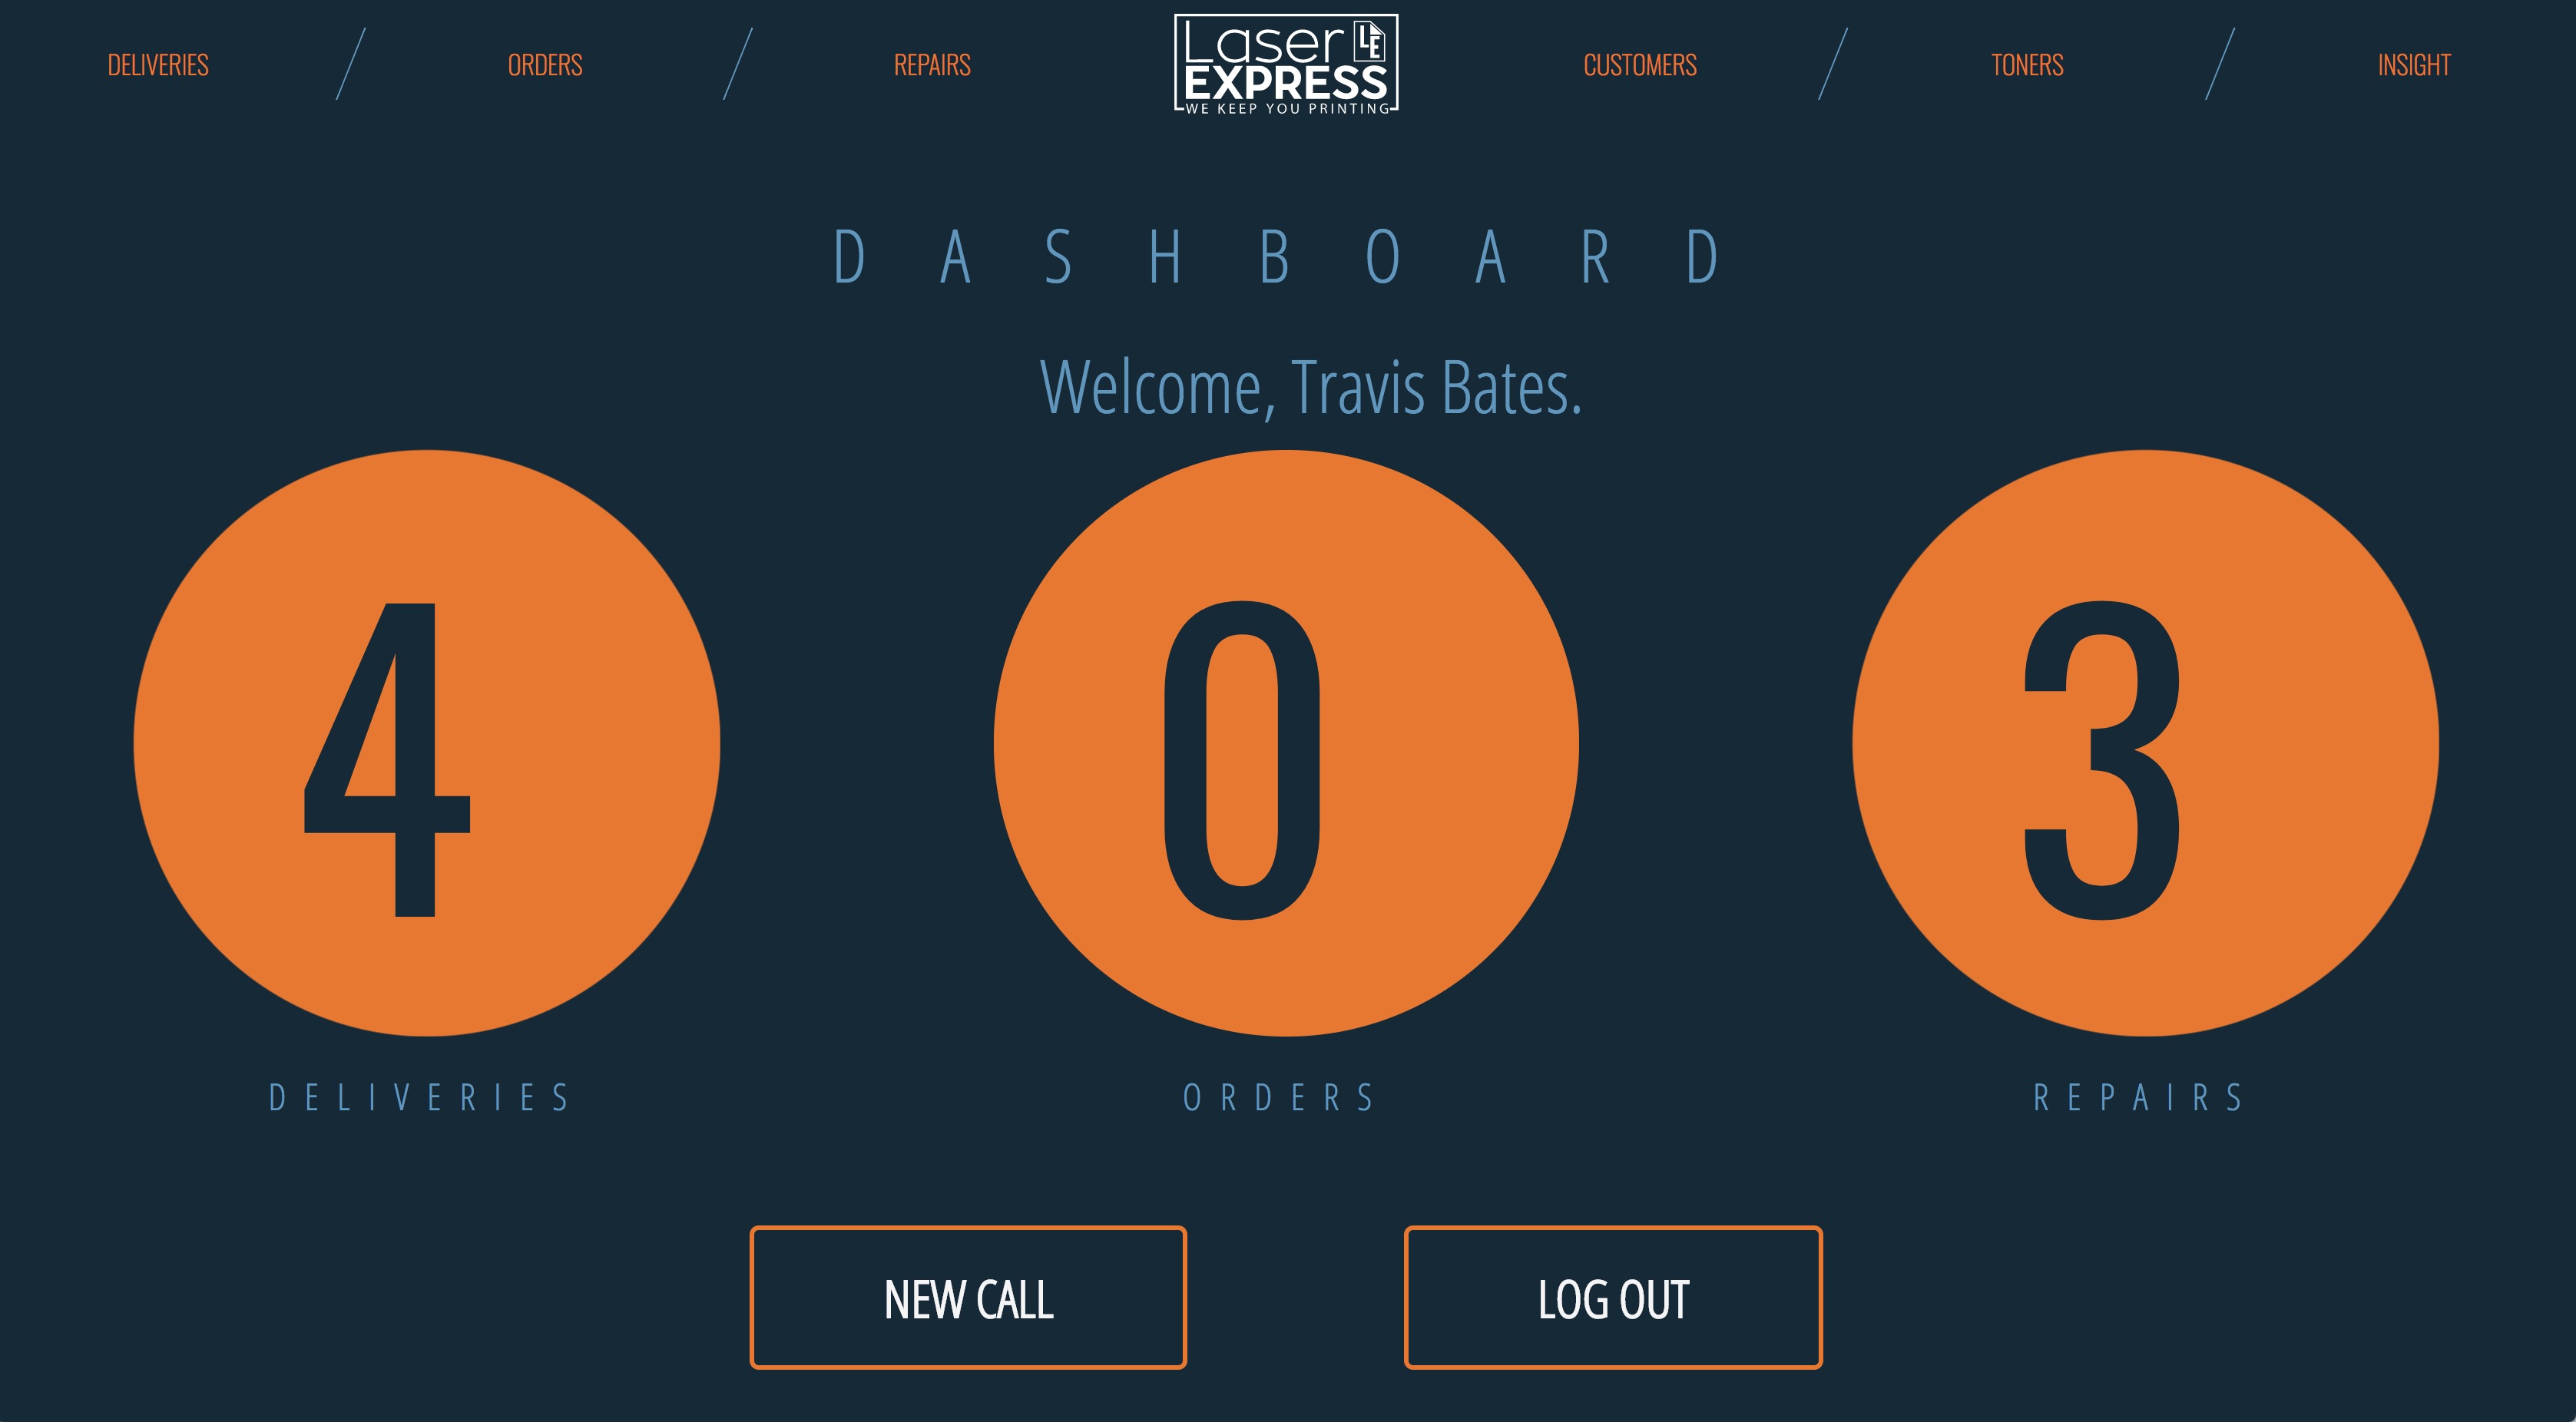 DELIVERIES
ORDERS
REPAIRS
Laser LE
EXPRESS
WE KEEP YOU PRINTING
CUSTOMERS
TONERS
INSIGHT
DASHBOARD
Welcome, Travis Bates.
4
0
3
DELIVERIES
ORDERS
REPAIRS
NEW CALL
LOG OUT